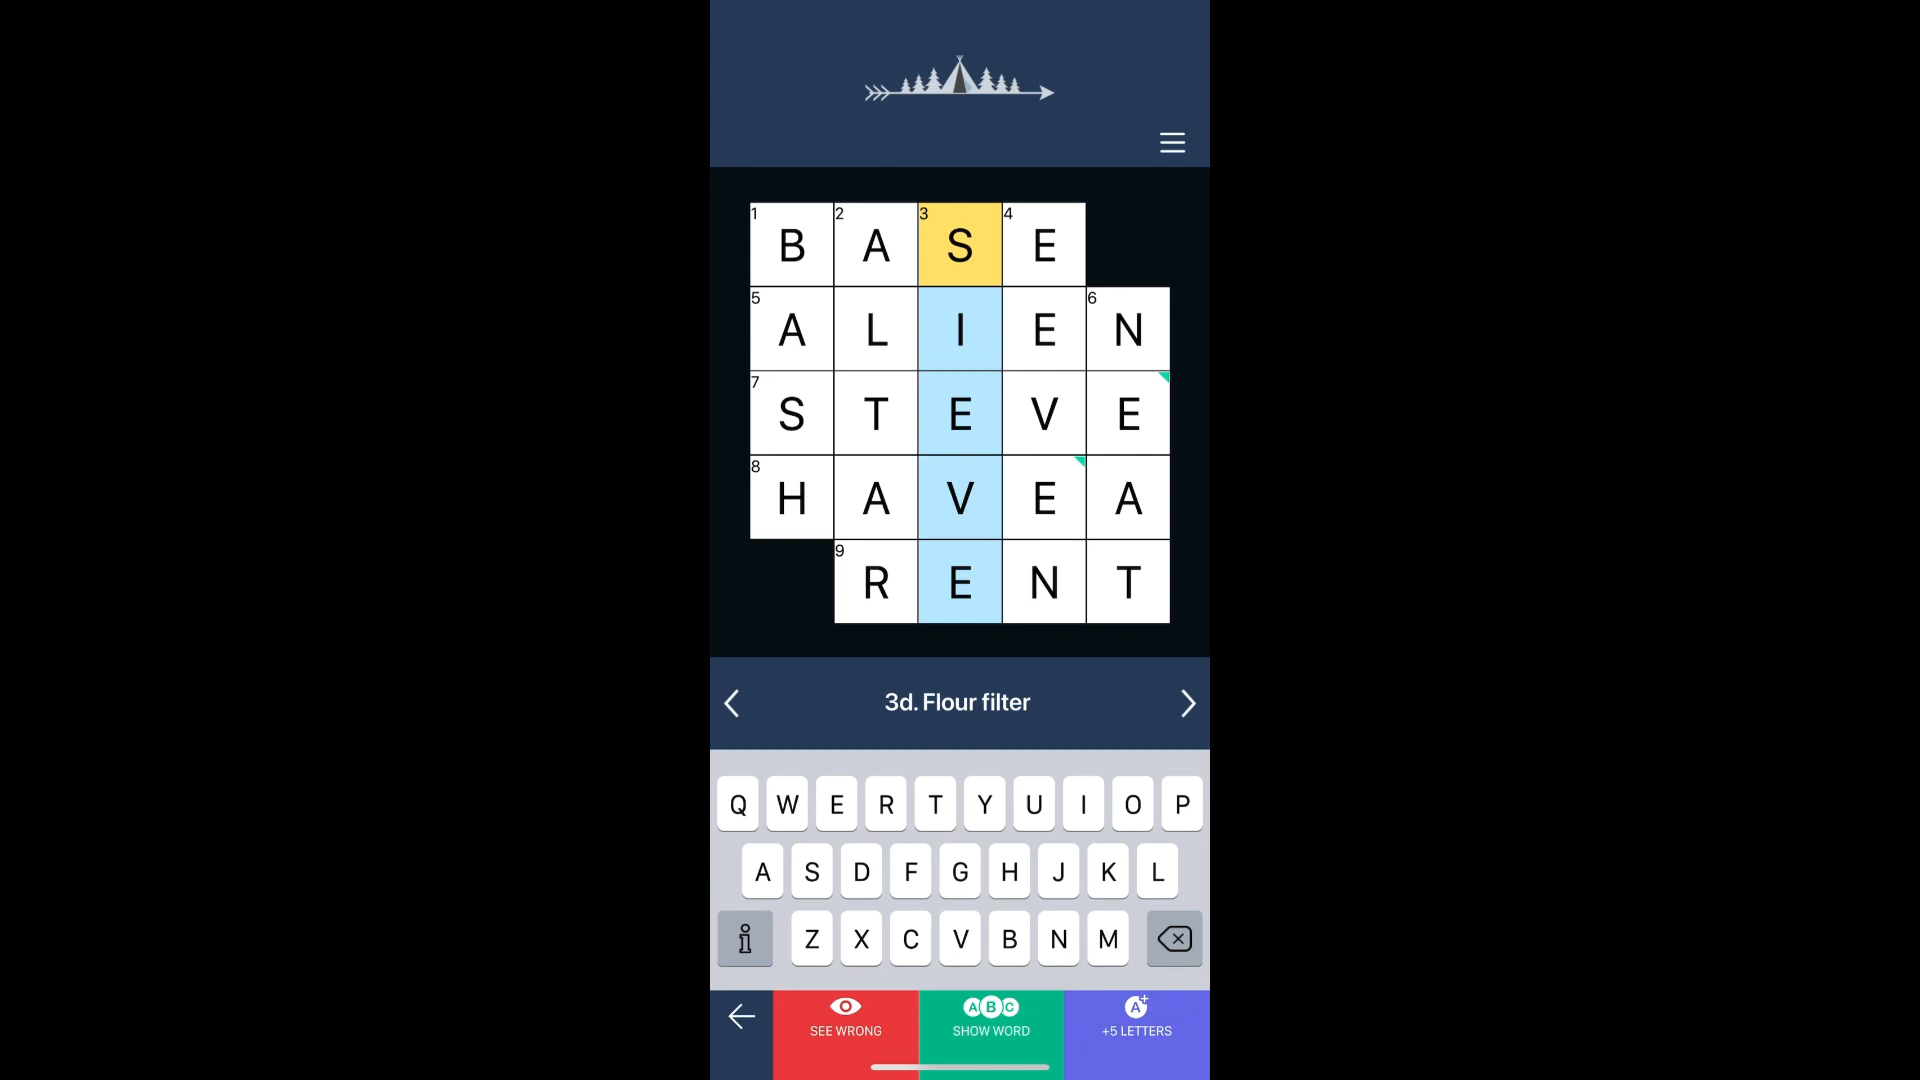 1 B 2 A 3 S 4 E
5 A L I E 6 N
7 S T E V E
8 H A V E A
9 R E N T
3d. Flour filter
Q W E R T Y U I O P
A S D F G H J K L
i Z X C V B N M
A B C A+
SEE WRONG SHOW WORD +5 LETTERS